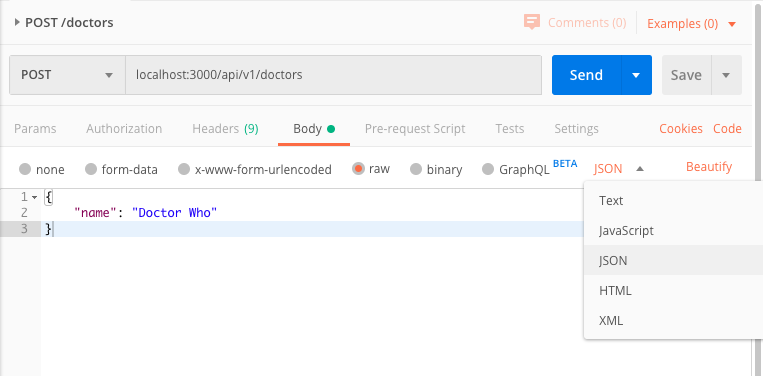 POST /doctors Comments (0) Examples (0)
POST localhost:3000/api/v1/doctors Send Save
Params Authorization Headers (9) Body Pre-request Script Tests Settings Cookies Code
none form-data x-www-form-urlencoded raw binary GraphQL BETA JSON Beautify
1 {
2 "name": "Doctor Who"
3 }
Text
JavaScript
JSON
HTML
XML